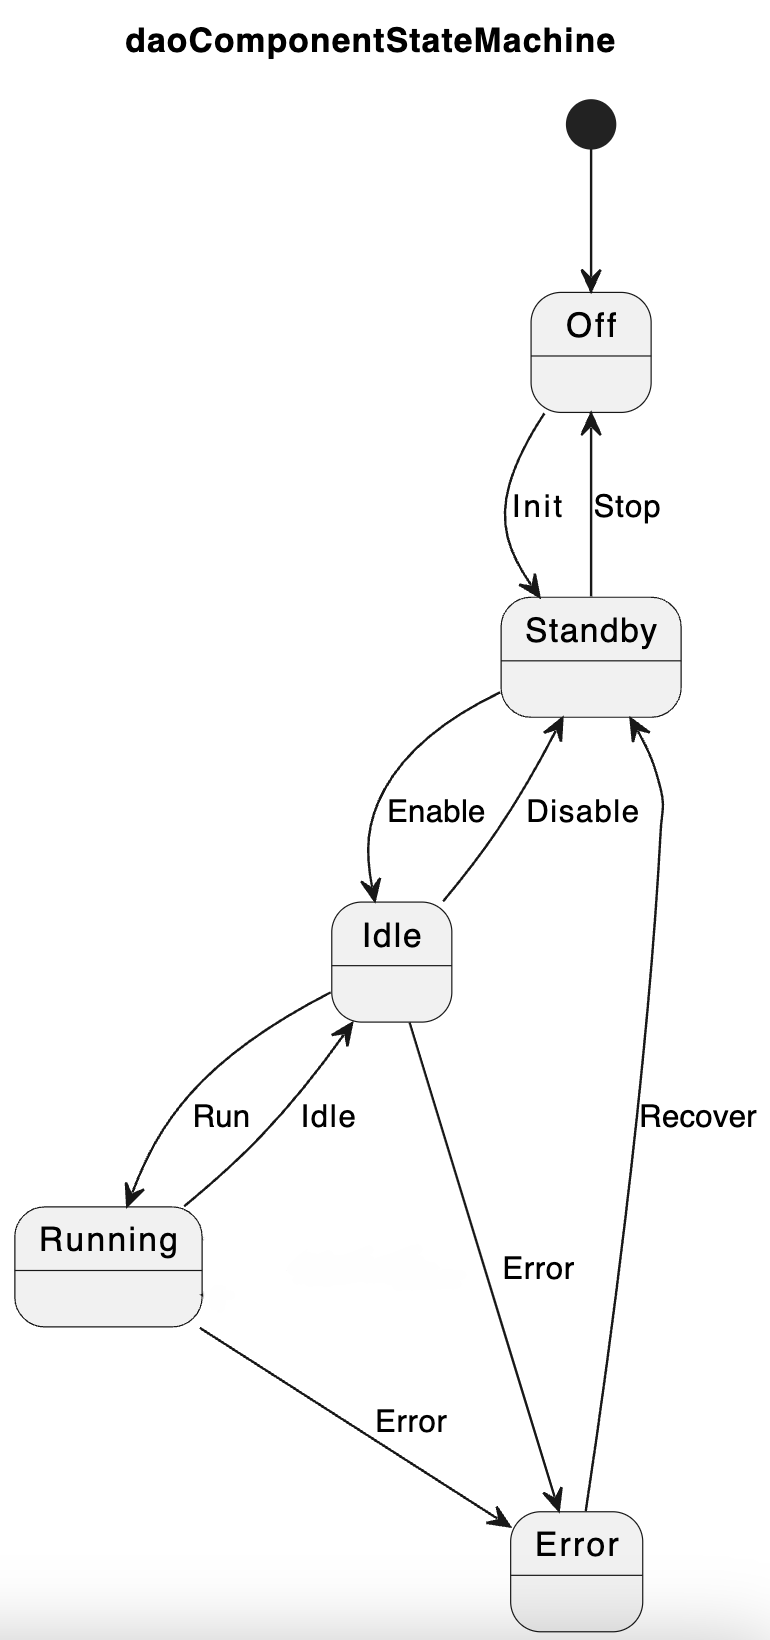 daoComponentStateMachine
Off
Init
Stop
Standby
Enable
Disable
Idle
Run
Idle
Recover
Running
Error
Error
Error